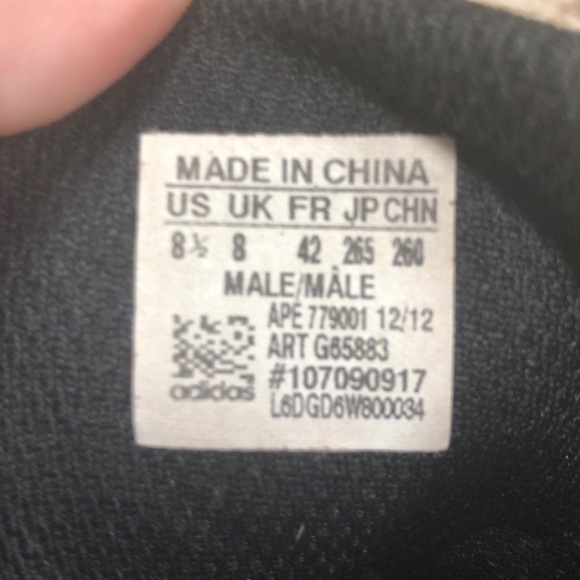 MADE IN CHINA
US UK FR JP CHN
8½ 8 42 265 260
MALE/MÂLE
APE 779001 12/12
ART G65883
#107090917
adidas
L6DGD6W800034